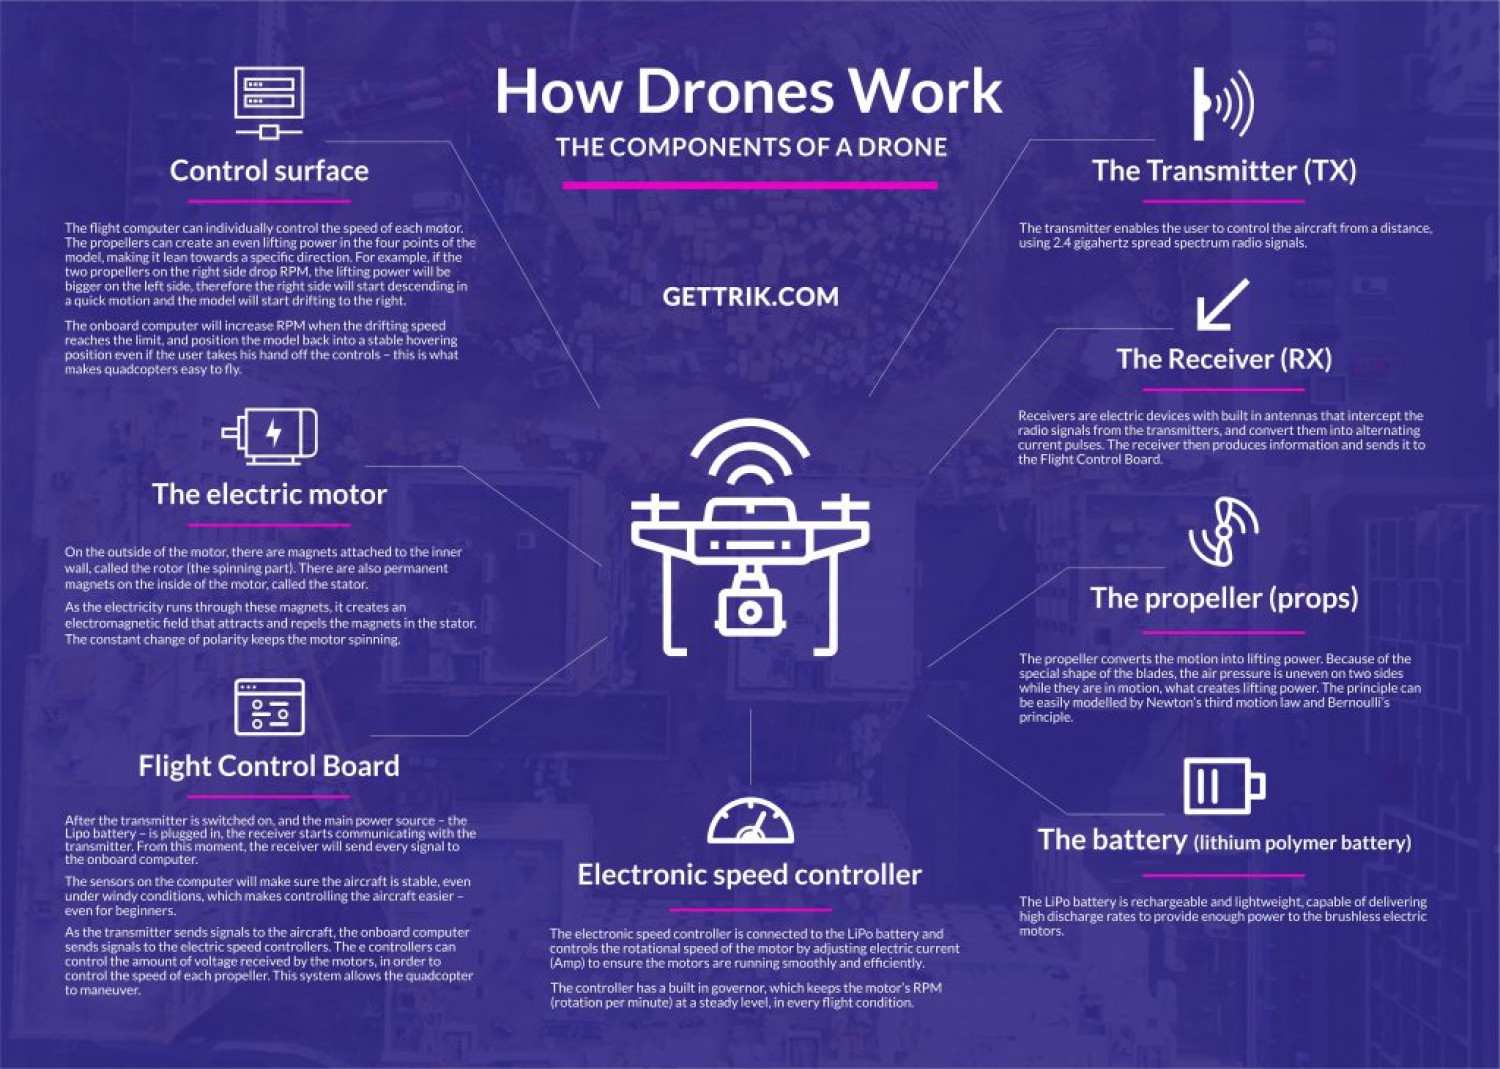 How Drones Work
THE COMPONENTS OF A DRONE
GETTRIK.COM
Control surface
The flight computer can individually control the speed of each motor.
The propellers can create an even lifting power in the four points of the
model, making it lean towards a specific direction. For example, if the
two propellers on the right side drop RPM, the lifting power will be
bigger on the left side, therefore the right side will start descending in
a quick motion and the model will start drifting to the right.
The onboard computer will increase RPM when the drifting speed
reaches the limit, and position the model back into a stable hovering
position even if the user takes his hand off the controls – this is what
makes quadcopters easy to fly.
The electric motor
On the outside of the motor, there are magnets attached to the inner
wall, called the rotor (the spinning part). There are also permanent
magnets on the inside of the motor, called the stator.
As the electricity runs through these magnets, it creates an
electromagnetic field that attracts and repels the magnets in the stator.
The constant change of polarity keeps the motor spinning.
Flight Control Board
After the transmitter is switched on, and the main power source – the
Lipo battery – is plugged in, the receiver starts communicating with the
transmitter. From this moment, the receiver will send every signal to
the onboard computer.
The sensors on the computer will make sure the aircraft is stable, even
under windy conditions, which makes controlling the aircraft easier –
even for beginners.
As the transmitter sends signals to the aircraft, the onboard computer
sends signals to the electric speed controllers. The e controllers can
control the amount of voltage received by the motors, in order to
control the speed of each propeller. This system allows the quadcopter
to maneuver.
Electronic speed controller
The electronic speed controller is connected to the LiPo battery and
controls the rotational speed of the motor by adjusting electric current
(Amp) to ensure the motors are running smoothly and efficiently.
The controller has a built in governor, which keeps the motor's RPM
(rotation per minute) at a steady level, in every flight condition.
The Transmitter (TX)
The transmitter enables the user to control the aircraft from a distance,
using 2.4 gigahertz spread spectrum radio signals.
The Receiver (RX)
Receivers are electric devices with built in antennas that intercept the
radio signals from the transmitters, and convert them into alternating
current pulses. The receiver then produces information and sends it to
the Flight Control Board.
The propeller (props)
The propeller converts the motion into lifting power. Because of the
special shape of the blades, the air pressure is uneven on two sides
while they are in motion, what creates lifting power. The principle can
be easily modelled by Newton's third motion law and Bernoulli's
principle.
The battery (lithium polymer battery)
The LiPo battery is rechargeable and lightweight, capable of delivering
high discharge rates to provide enough power to the brushless electric
motors.